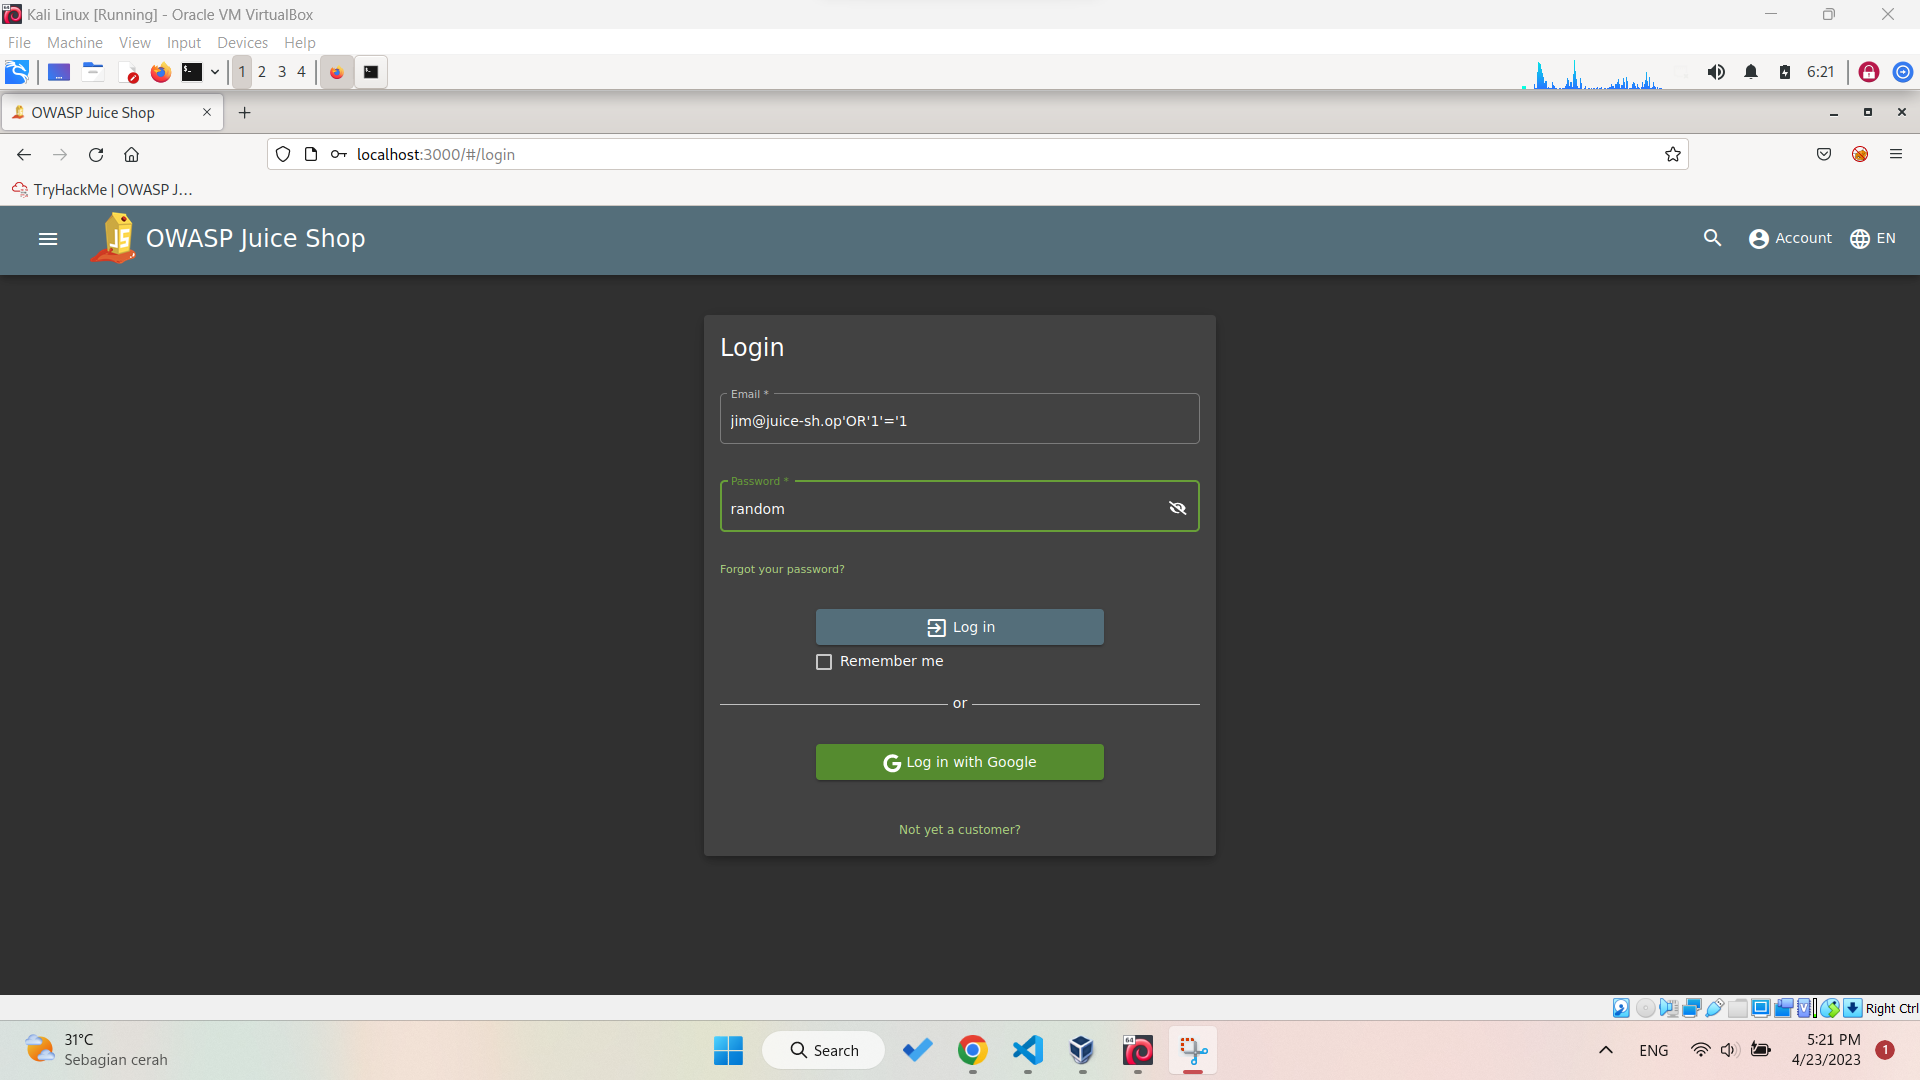 Kali Linux [Running] - Oracle VM VirtualBox
File Machine View Input Devices Help
1 2 3 4
6:21
OWASP Juice Shop
localhost:3000/#/login
TryHackMe | OWASP J...
OWASP Juice Shop
Account
EN
Login
Email *
jim@juice-sh.op'OR'1'='1
Password *
random
Forgot your password?
Log in
Remember me
or
Log in with Google
Not yet a customer?
Right Ctrl
31°C
Sebagian cerah
Search
ENG
5:21 PM
4/23/2023
1